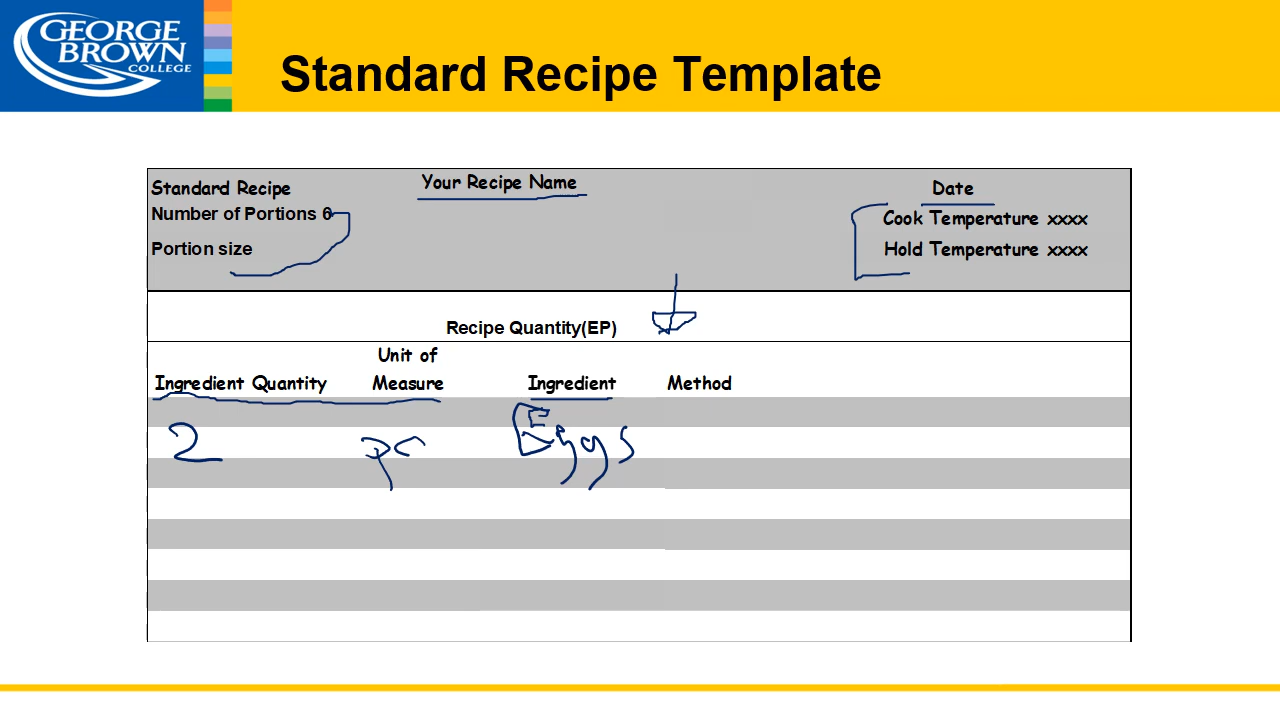 GEORGE
BROWN
COLLEGE
Standard Recipe Template
Standard Recipe Your Recipe Name Date
Number of Portions 6 Cook Temperature xxxx
Portion size Hold Temperature xxxx
Recipe Quantity(EP)
Unit of
Ingredient Quantity Measure Ingredient Method
2 pc Eggs